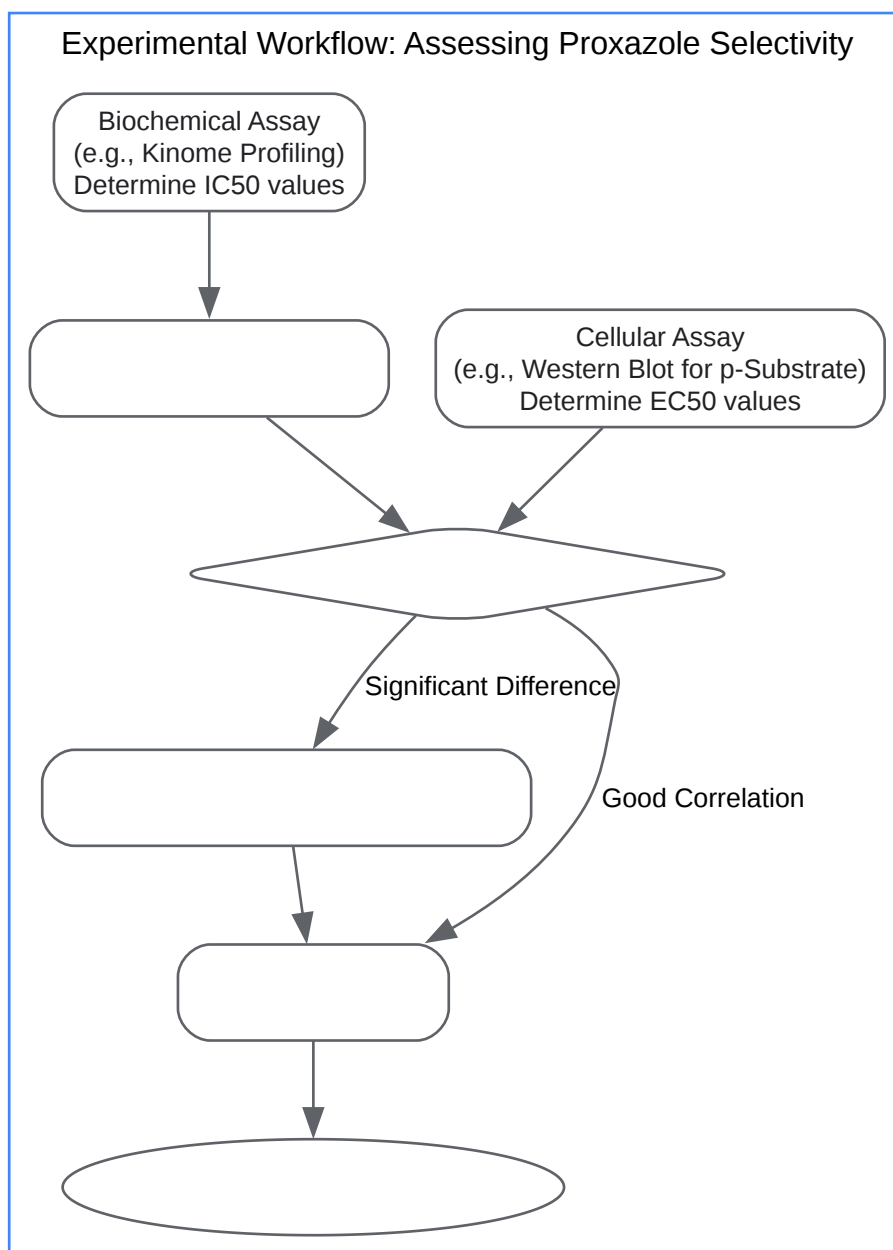 Experimental Workflow: Assessing Proxazole Selectivity
Biochemical Assay
(e.g., Kinome Profiling)
Determine IC50 values
Cellular Assay
(e.g., Western Blot for p-Substrate)
Determine EC50 values
Significant Difference
Good Correlation